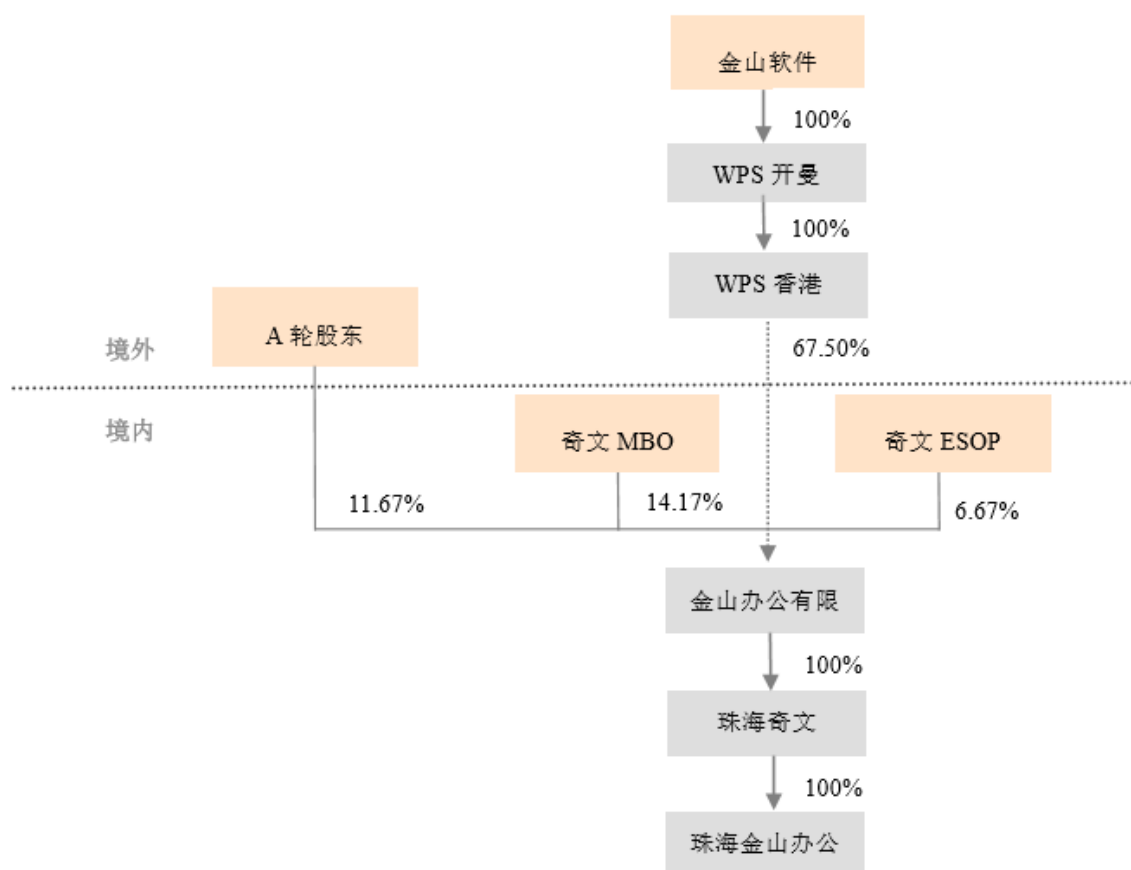 金山软件
100%
WPS 开曼
100%
WPS 香港
A 轮股东
境外
67.50%
境内
奇文 MBO
奇文 ESOP
11.67%
14.17%
6.67%
金山办公有限
100%
珠海奇文
100%
珠海金山办公